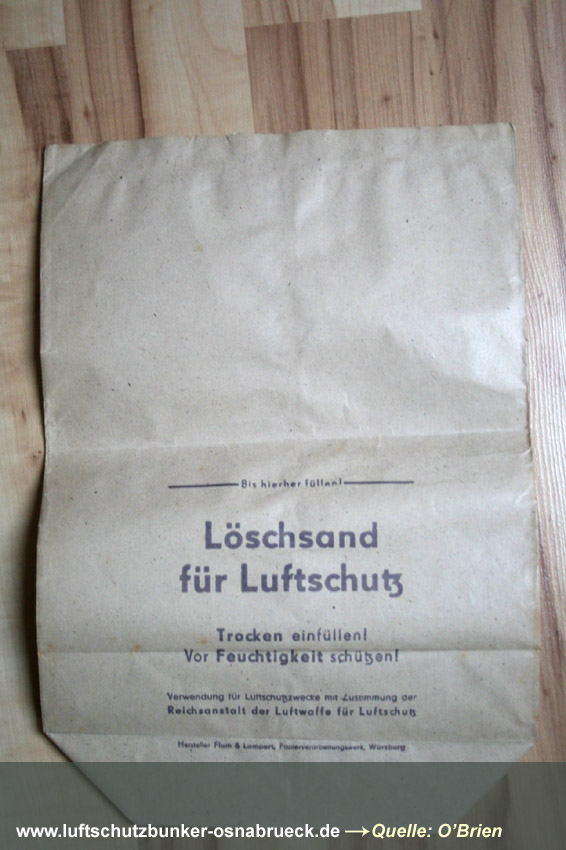 Bis hierher füllen!
Löschsand
für Luftschutz
Trocken einfüllen!
Vor Feuchtigkeit schützen!
Verwendung für Luftschutzzwecke mit Zustimmung der
Reichsanstalt der Luftwaffe für Luftschutz
Hersteller Flum & Lampert, Papierverarbeitungswerk, Würzburg
www.luftschutzbunker-osnabrueck.de →Quelle: O'Brien